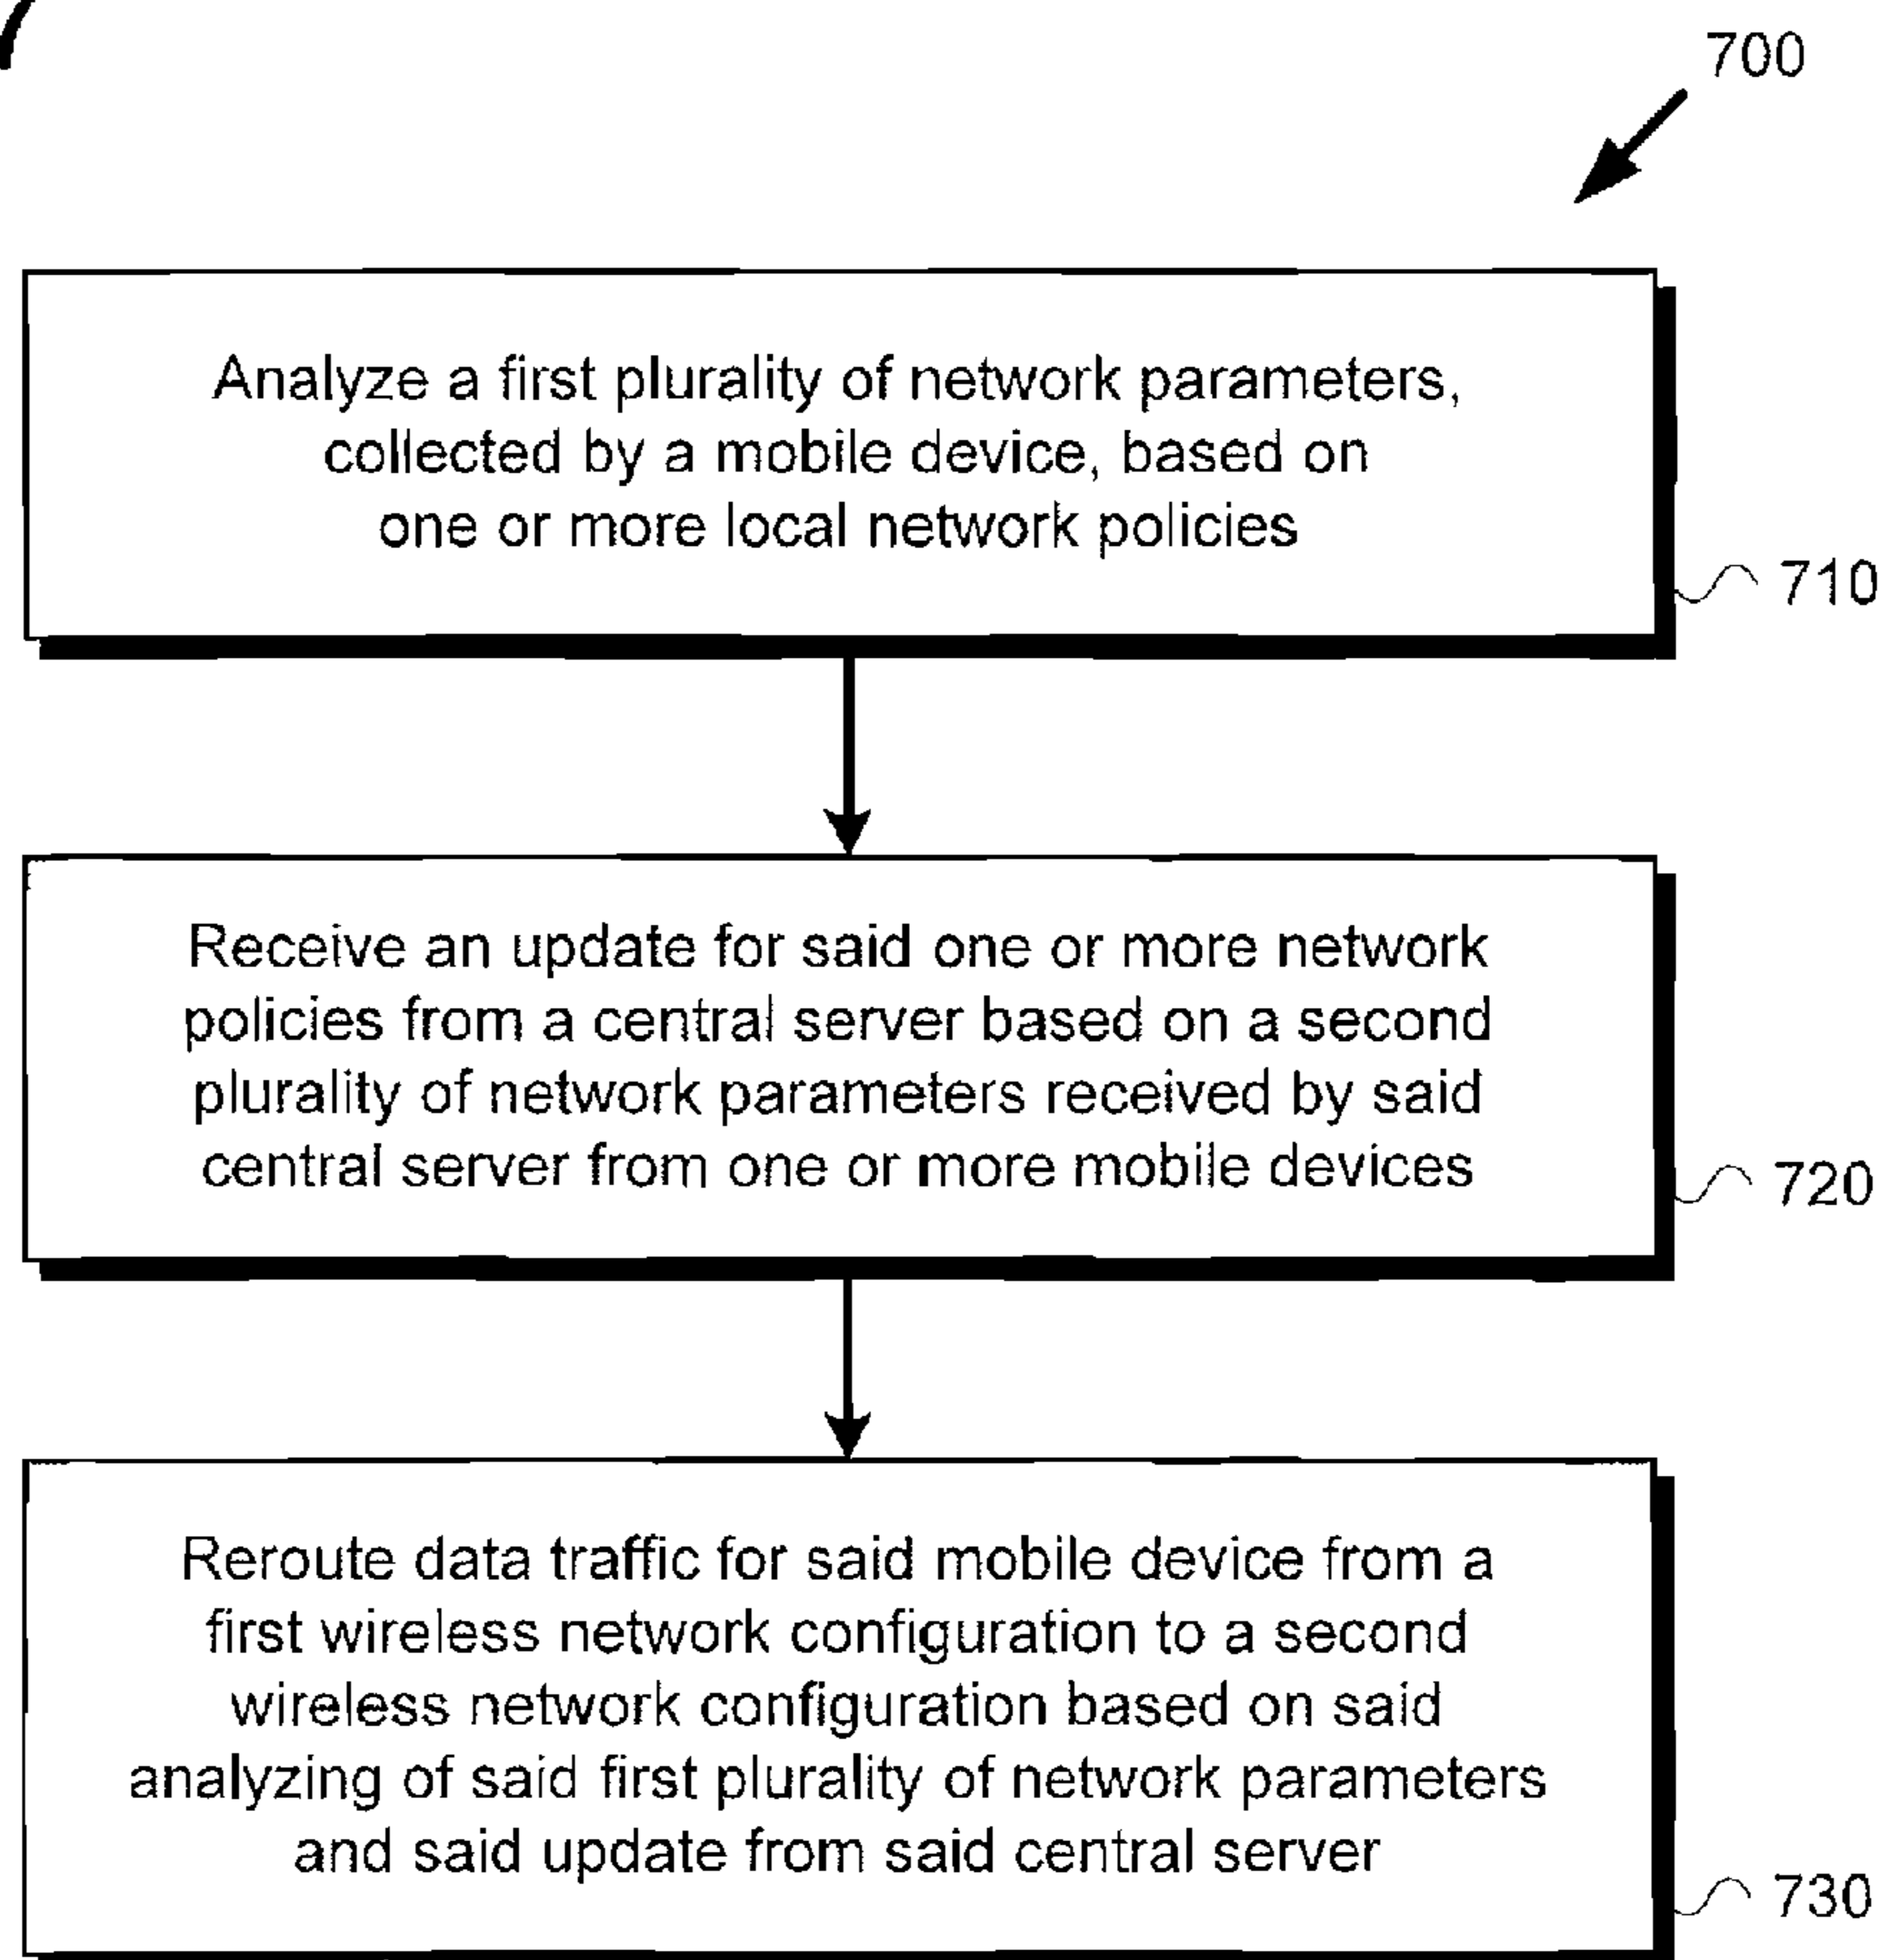 700
Analyze a first plurality of network parameters,
collected by a mobile device, based on
one or more local network policies
710
Receive an update for said one or more network
policies from a central server based on a second
plurality of network parameters received by said
central server from one or more mobile devices
720
Reroute data traffic for said mobile device from a
first wireless network configuration to a second
wireless network configuration based on said
analyzing of said first plurality of network parameters
and said update from said central server
730